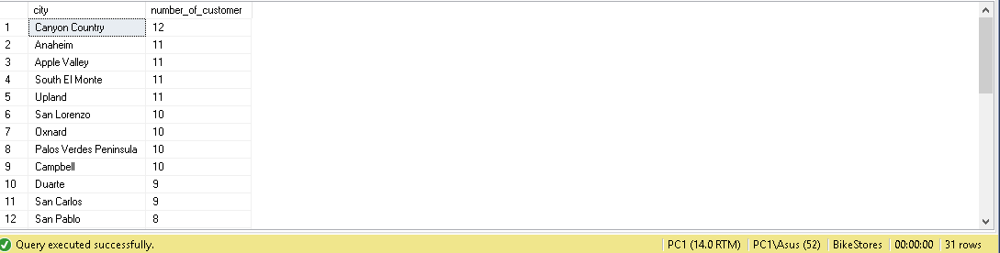 city number_of_customer
1 Canyon Country 12
2 Anaheim 11
3 Apple Valley 11
4 South El Monte 11
5 Upland 11
6 San Lorenzo 10
7 Oxnard 10
8 Palos Verdes Peninsula 10
9 Campbell 10
10 Duarte 9
11 San Carlos 9
12 San Pablo 8
Query executed successfully. PC1 (14.0 RTM) PC1\Asus (52) BikeStores 00:00:00 31 rows